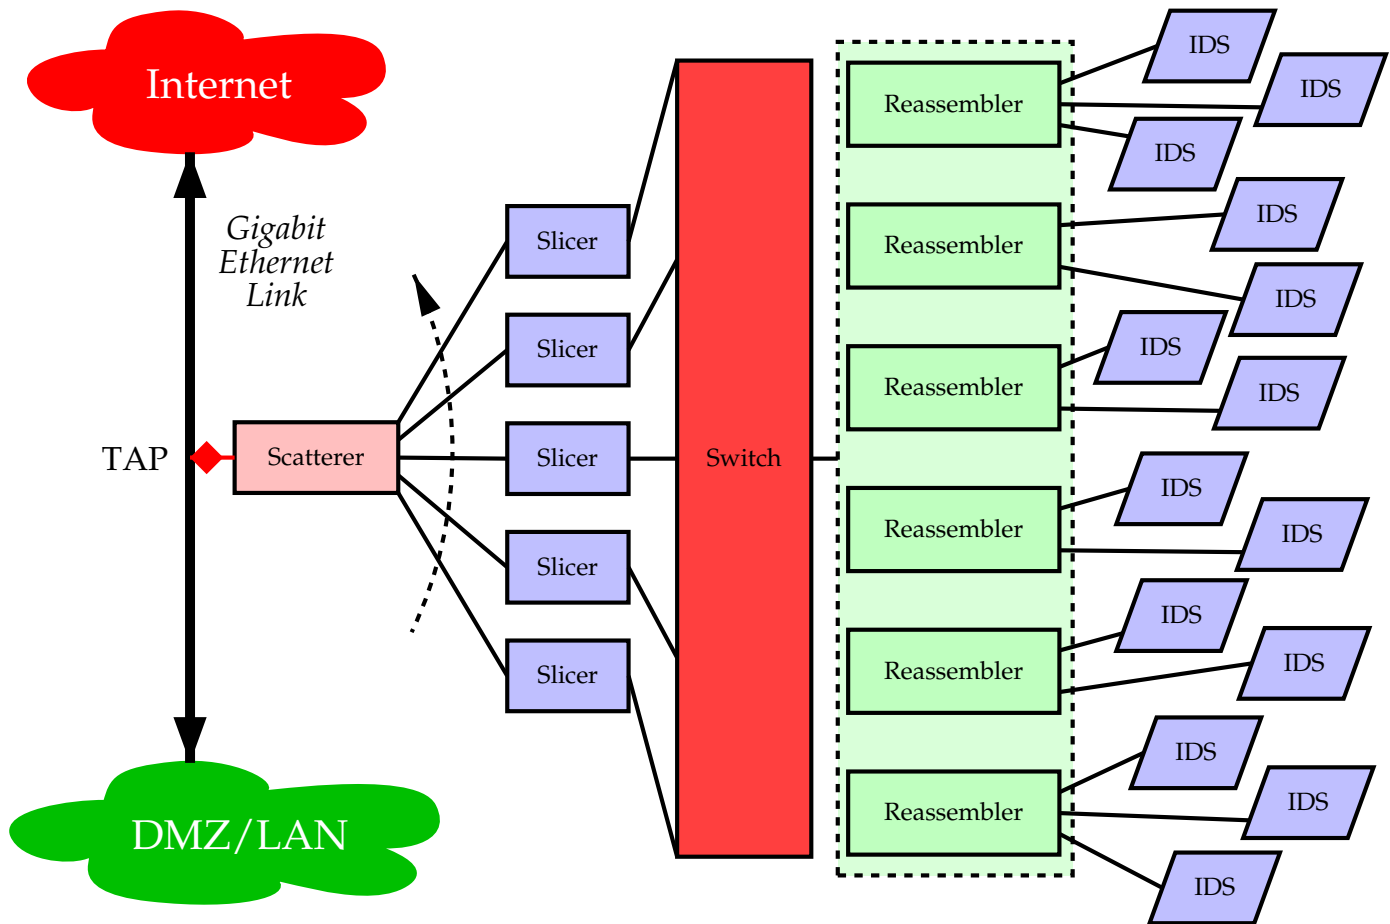 Internet
Gigabit
Ethernet
Link
TAP
DMZ/LAN
Scatterer
Slicer
Slicer
Slicer
Slicer
Slicer
Switch
Reassembler
Reassembler
Reassembler
Reassembler
Reassembler
Reassembler
IDS
IDS
IDS
IDS
IDS
IDS
IDS
IDS
IDS
IDS
IDS
IDS
IDS
IDS